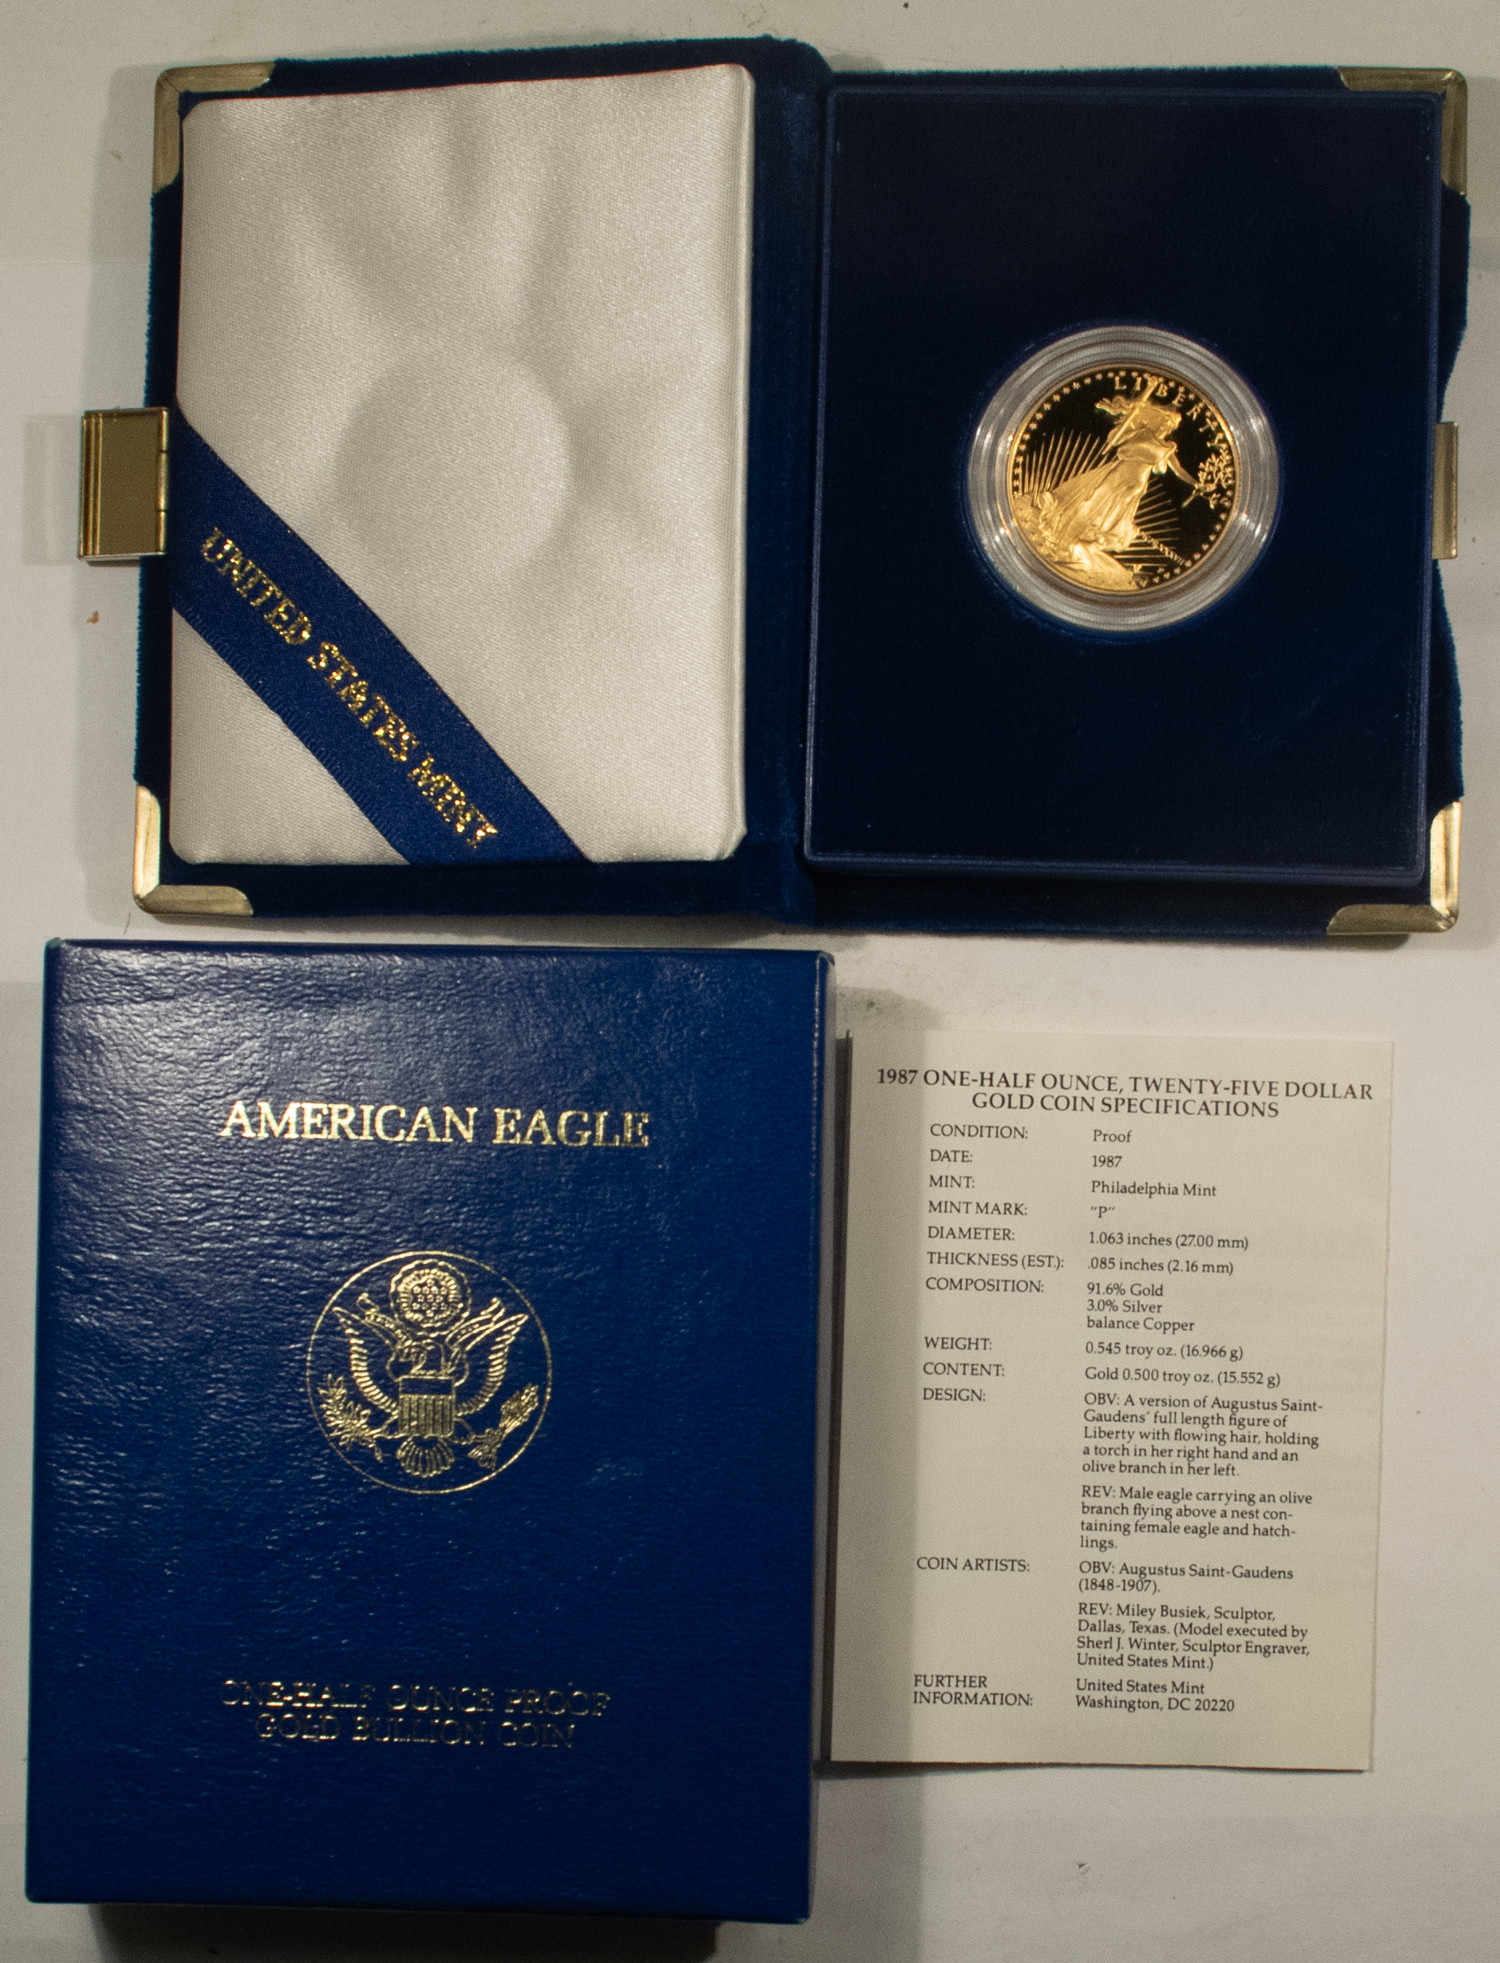 LIBERTY
UNITED STATES MINT
AMERICAN EAGLE
ONE-HALF OUNCE PROOF
GOLD BULLION COIN
1987 ONE-HALF OUNCE, TWENTY-FIVE DOLLAR
GOLD COIN SPECIFICATIONS
CONDITION: Proof
DATE: 1987
MINT: Philadelphia Mint
MINT MARK: "P"
DIAMETER: 1.063 inches (27.00 mm)
THICKNESS (EST.): .085 inches (2.16 mm)
COMPOSITION: 91.6% Gold
3.0% Silver
balance Copper
WEIGHT: 0.545 troy oz. (16.966 g)
CONTENT: Gold 0.500 troy oz. (15.552 g)
DESIGN: OBV: A version of Augustus Saint-
Gaudens' full length figure of
Liberty with flowing hair, holding
a torch in her right hand and an
olive branch in her left.
REV: Male eagle carrying an olive
branch flying above a nest con-
taining female eagle and hatch-
lings.
COIN ARTISTS: OBV: Augustus Saint-Gaudens
(1848-1907).
REV: Miley Busiek, Sculptor,
Dallas, Texas. (Model executed by
Sherl J. Winter, Sculptor Engraver,
United States Mint.)
FURTHER United States Mint
INFORMATION: Washington, DC 20220